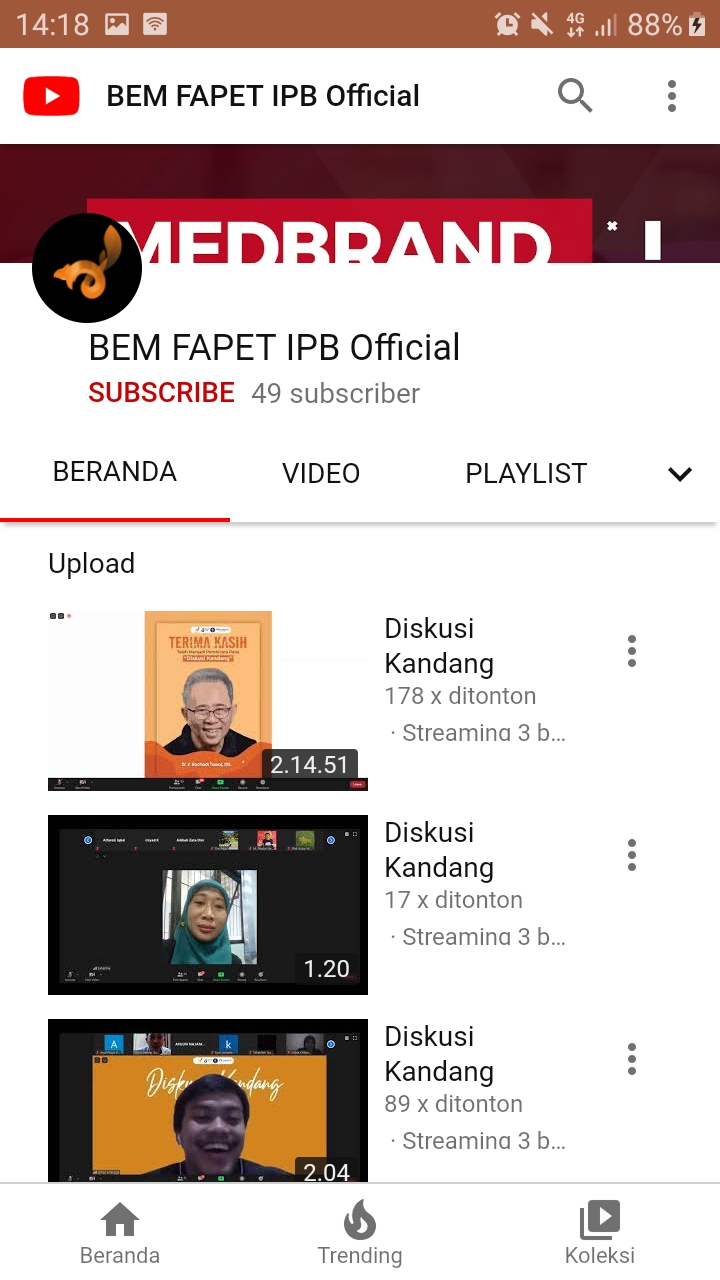 14:18
4G
88%
BEM FAPET IPB Official
MEDBRAND
BEM FAPET IPB Official
SUBSCRIBE 49 subscriber
BERANDA VIDEO PLAYLIST
Upload
TERIMA KASIH
Telah Menjadi Pembicara Pada
"Diskusi Kandang"
2.14.51
Diskusi
Kandang
178 x ditonton
· Streaming 3 b...
1.20
Diskusi
Kandang
17 x ditonton
· Streaming 3 b...
A
k
Diskusi Kandang
2.04
Diskusi
Kandang
89 x ditonton
· Streaming 3 b...
Beranda Trending Koleksi